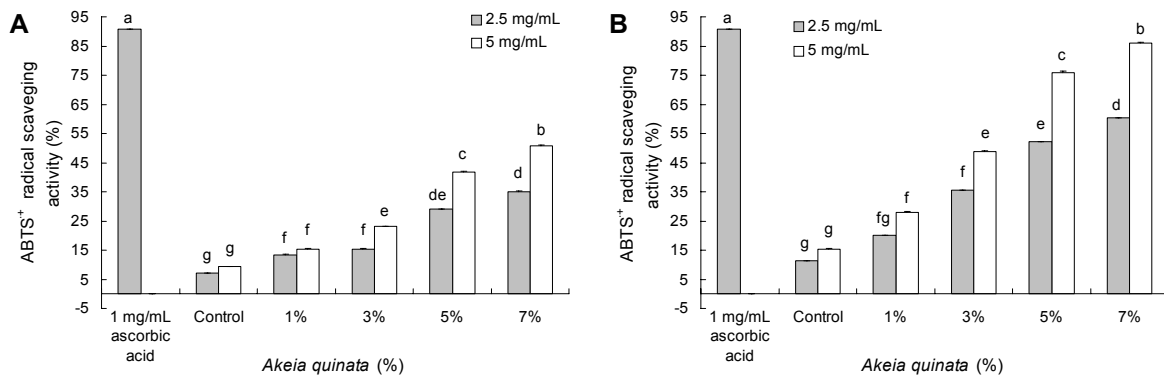 A
ABTS·+ radical scaveging
activity (%)
95
85
75
65
55
45
35
25
15
5
-5
2.5 mg/mL
5 mg/mL
a
g
g
f
f
f
e
de
c
d
b
1 mg/mL
ascorbic
acid
Control
1%
3%
5%
7%
Akeia quinata (%)
B
ABTS·+ radical scaveging
activity (%)
95
85
75
65
55
45
35
25
15
5
-5
2.5 mg/mL
5 mg/mL
a
g
g
fg
f
f
e
e
c
d
b
1 mg/mL
ascorbic
acid
Control
1%
3%
5%
7%
Akeia quinata (%)